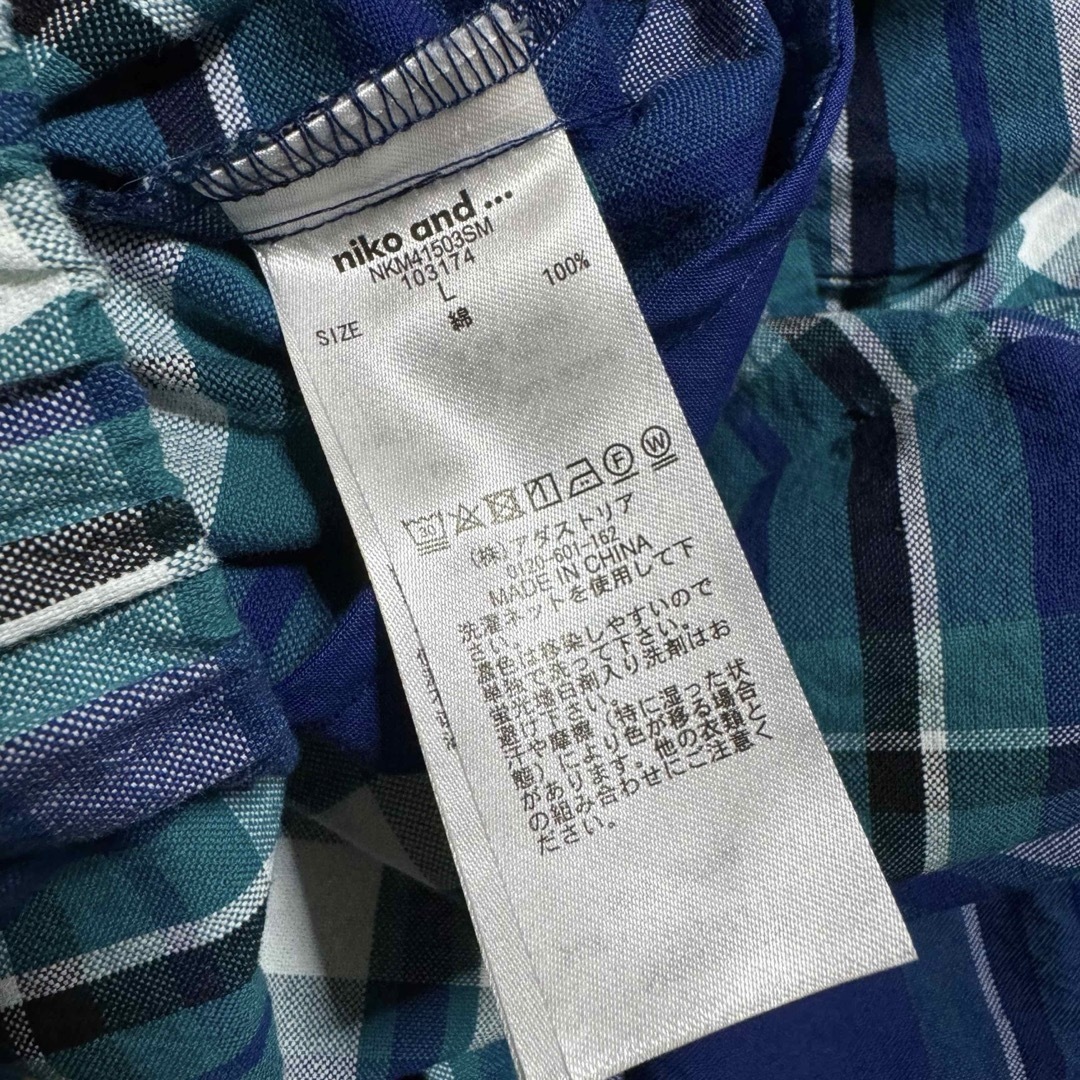 niko and ...
NKM41503SM
103174
SIZE L
綿 100%
(株)アダストリア
0120-601-162
MADE IN CHINA
洗濯ネットを使用して下
さい。
濃色は移染しやすいので
単独で洗って下さい。
蛍光増白剤入り洗剤はお
避け下さい。
汗や摩擦(特に湿った状
態)により色が移る場合
があります。他の衣類と
の組み合わせにご注意く
ださい。